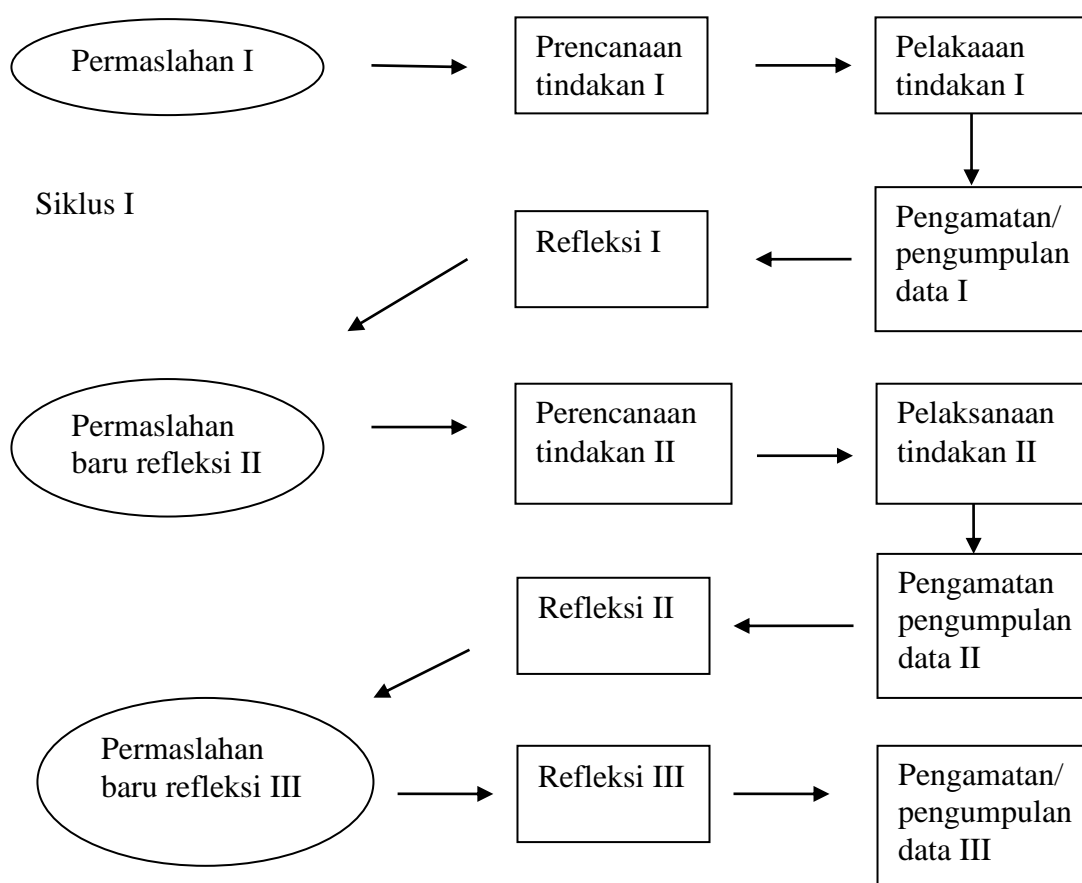 Permaslahan I
Prencanaan
tindakan I
Pelakaaan
tindakan I
Siklus I
Refleksi I
Pengamatan/
pengumpulan
data I
Permaslahan
baru refleksi II
Perencanaan
tindakan II
Pelaksanaan
tindakan II
Refleksi II
Pengamatan
pengumpulan
data II
Permaslahan
baru refleksi III
Refleksi III
Pengamatan/
pengumpulan
data III